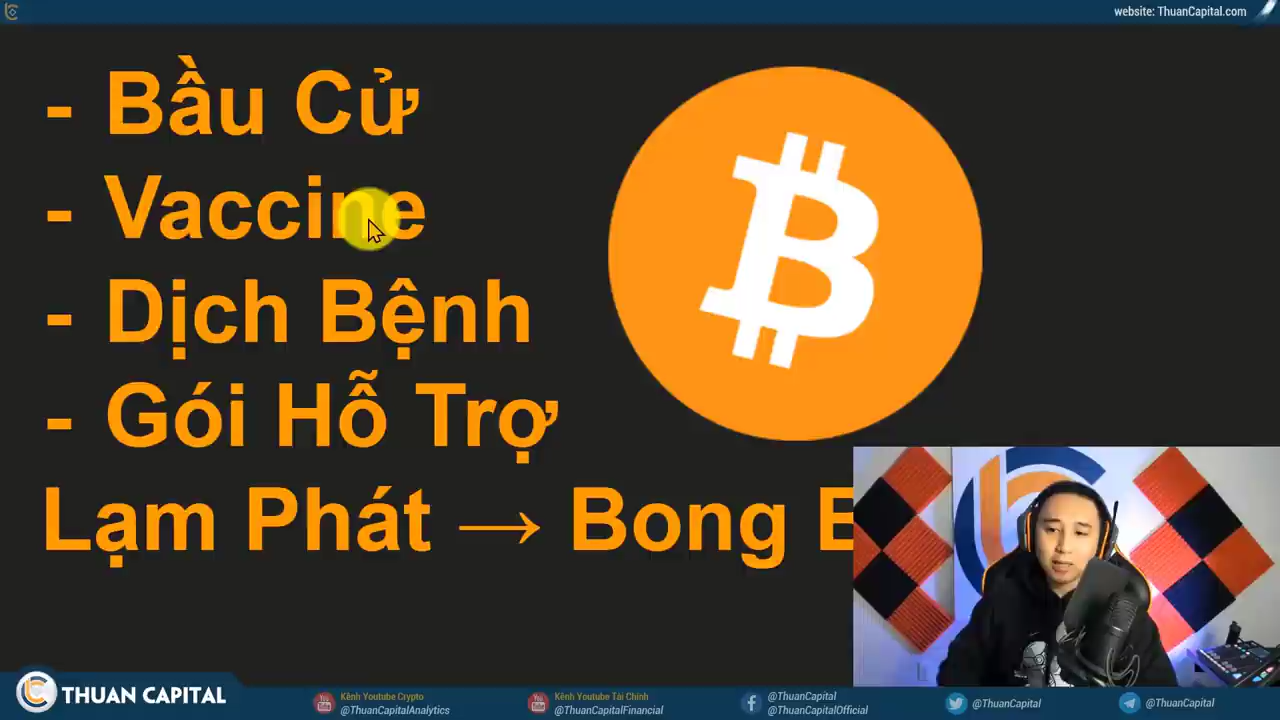 website: ThuanCapital.com
- Bầu Cử
- Vaccine
- Dịch Bệnh
- Gói Hỗ Trợ
Lạm Phát → Bong
THUAN CAPITAL
Kênh Youtube Crypto
@ThuanCapitalAnalytics
Kênh Youtube Tài Chính
@ThuanCapitalFinancial
@ThuanCapital
@ThuanCapitalOfficial
@ThuanCapital
@ThuanCapital